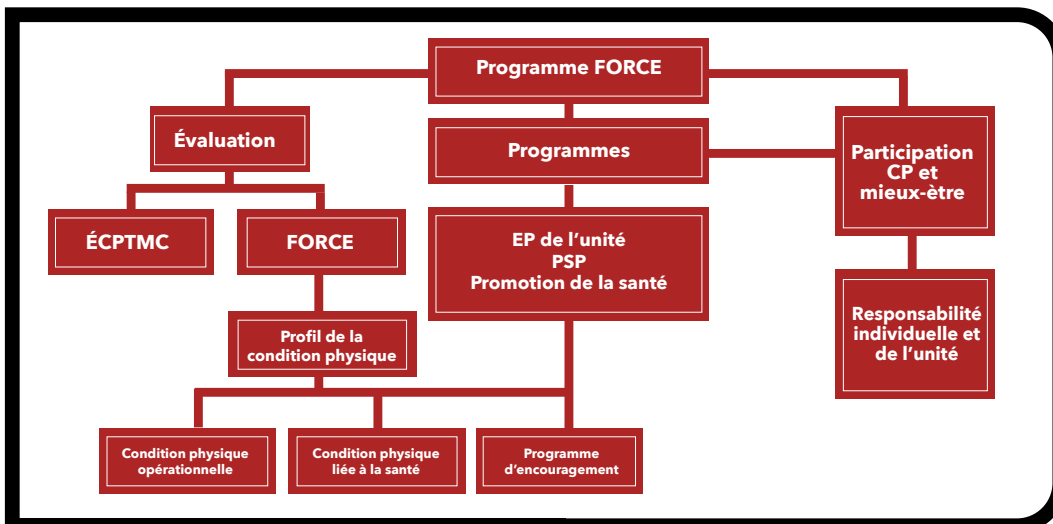 Programme FORCE
Évaluation
Programmes
Participation
CP et
mieux-ètre
ÉCPTMC
FORCE
EP de l'unité
PSP
Promotion de la santé
Responsabilité
individuelle et
de l'unité
Profil de la
condition physique
Condition physique
opérationnelle
Condition physique
liée à la santé
Programme
d'encouragement